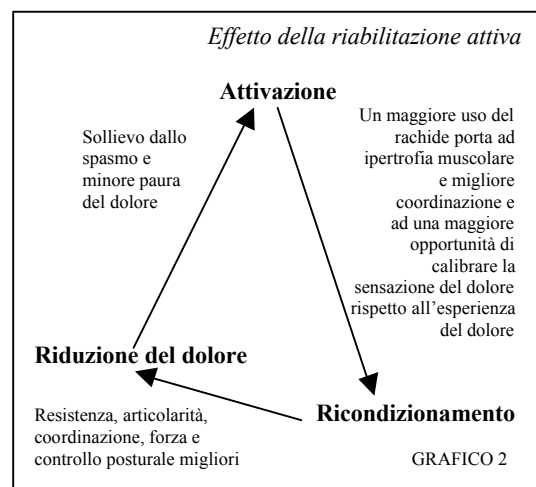 Effetto della riabilitazione attiva
Attivazione
Sollievo dallo
spasmo e
minore paura
del dolore
Un maggiore uso del
rachide porta ad
ipertrofia muscolare
e migliore
coordinazione e
ad una maggiore
opportunità di
calibrare la
sensazione del dolore
rispetto all’esperienza
del dolore
Riduzione del dolore
Ricondizionamento
Resistenza, articolarità,
coordinazione, forza e
controllo posturale migliori
GRAFICO 2